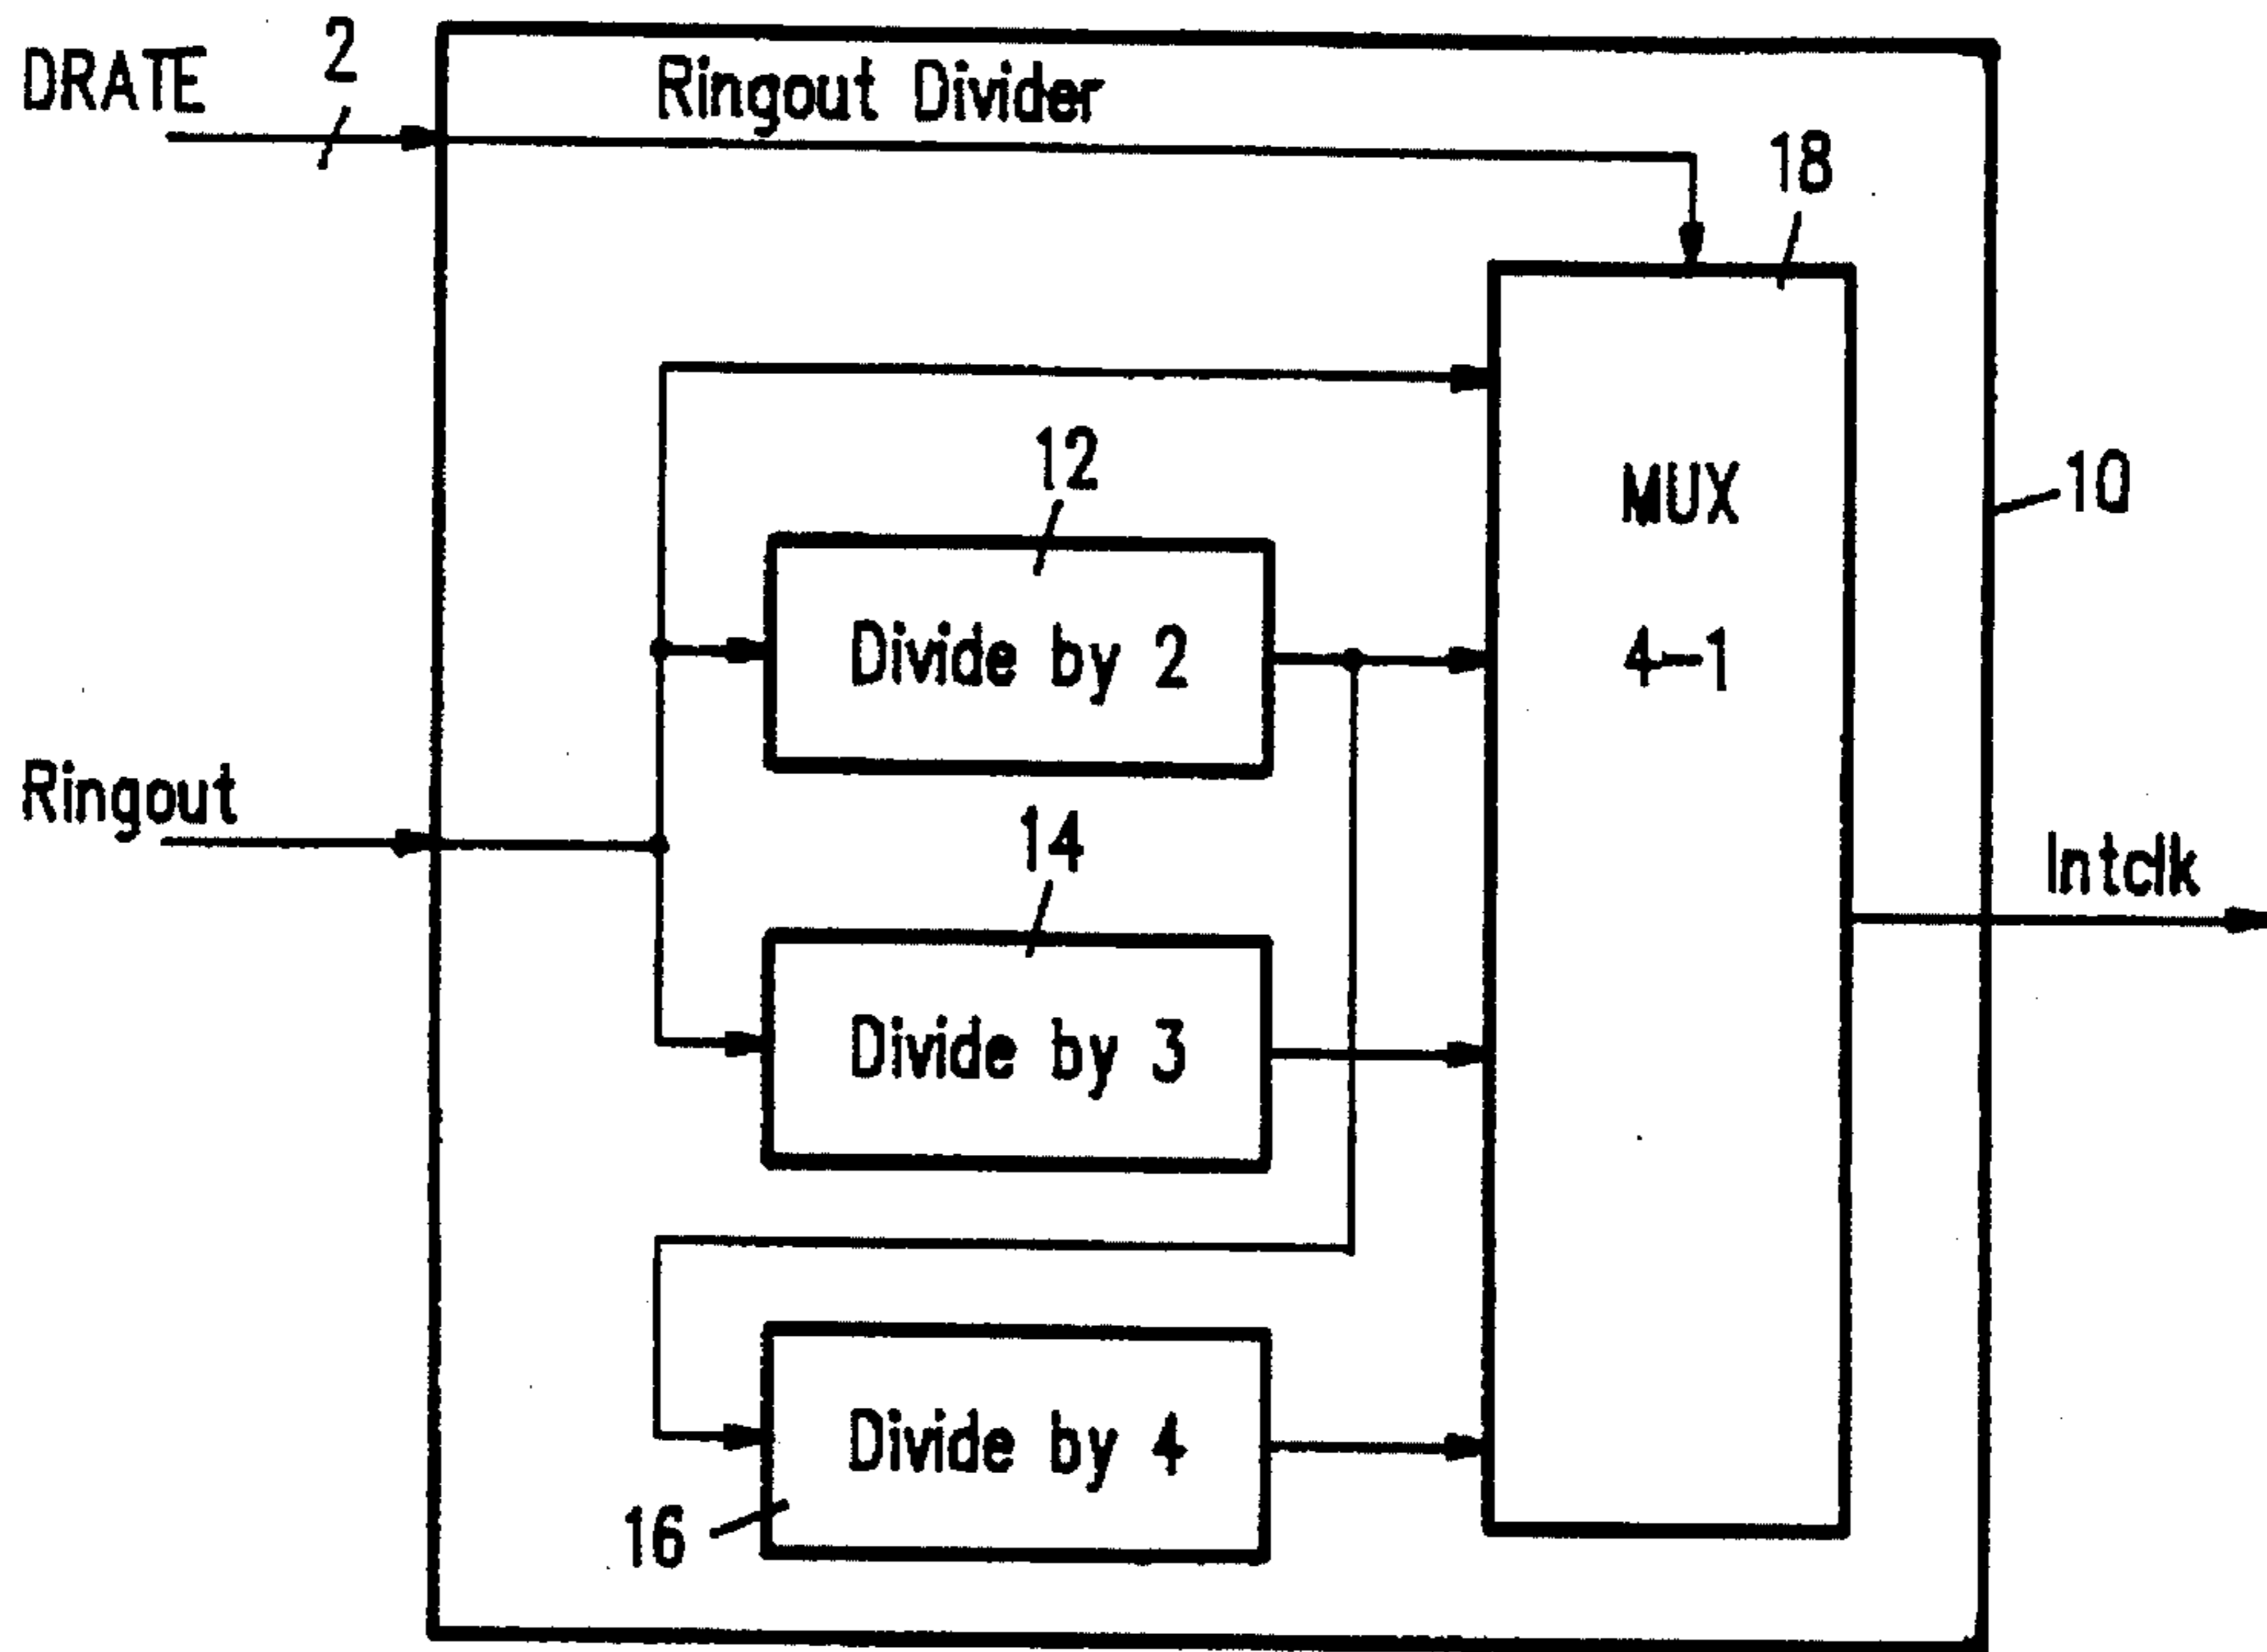 DRATE
2
Ringout Divider
18
12
MUX
4-1
10
Divide by 2
Ringout
14
Intclk
Divide by 3
Divide by 4
16